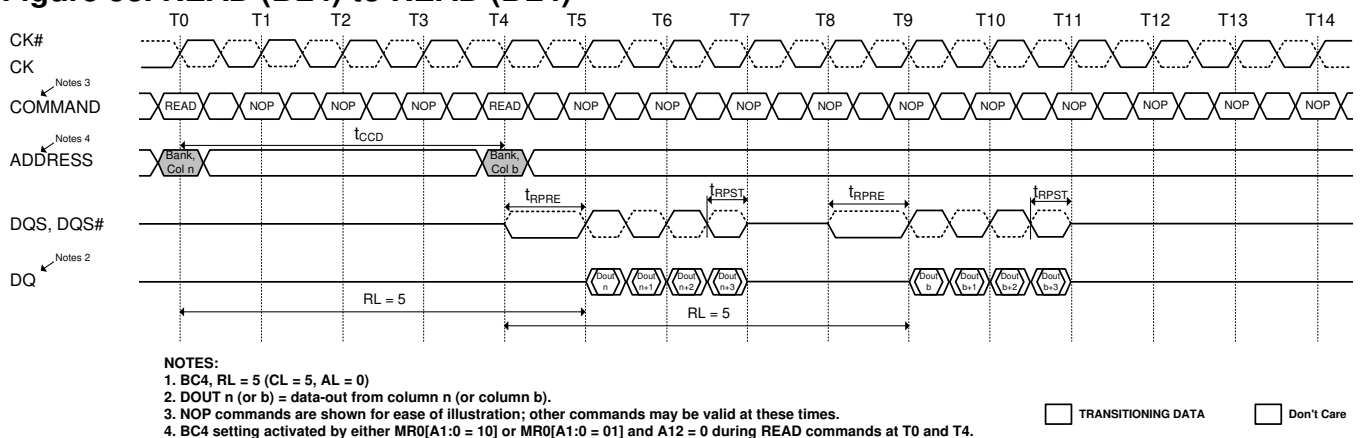 Figure READ to READ
T0 T1 T2 T3 T4 T5 T6 T7 T8 T9 T10 T11 T12 T13 T14
CK#
CK
Notes 3
COMMAND READ NOP NOP NOP READ NOP NOP NOP NOP NOP NOP NOP NOP NOP NOP
Notes 4
tCCD
ADDRESS
Bank, Col n
Bank, Col b
tRPRE tRPST tRPRE tRPST
DQS, DQS#
Notes 2
DQ
Dout n
Dout n+1
Dout n+2
Dout n+3
Dout b
Dout b+1
Dout b+2
Dout b+3
RL = 5
RL = 5
NOTES:
1. BC4, RL = 5 (CL = 5, AL = 0)
2. DOUT n (or b) = data-out from column n (or column b).
3. NOP commands are shown for ease of illustration; other commands may be valid at these times.
4. BC4 setting activated by either MR0[A1:0 = 10] or MR0[A1:0 = 01] and A12 = 0 during READ commands at T0 and T4.
TRANSITIONING DATA
Don't Care